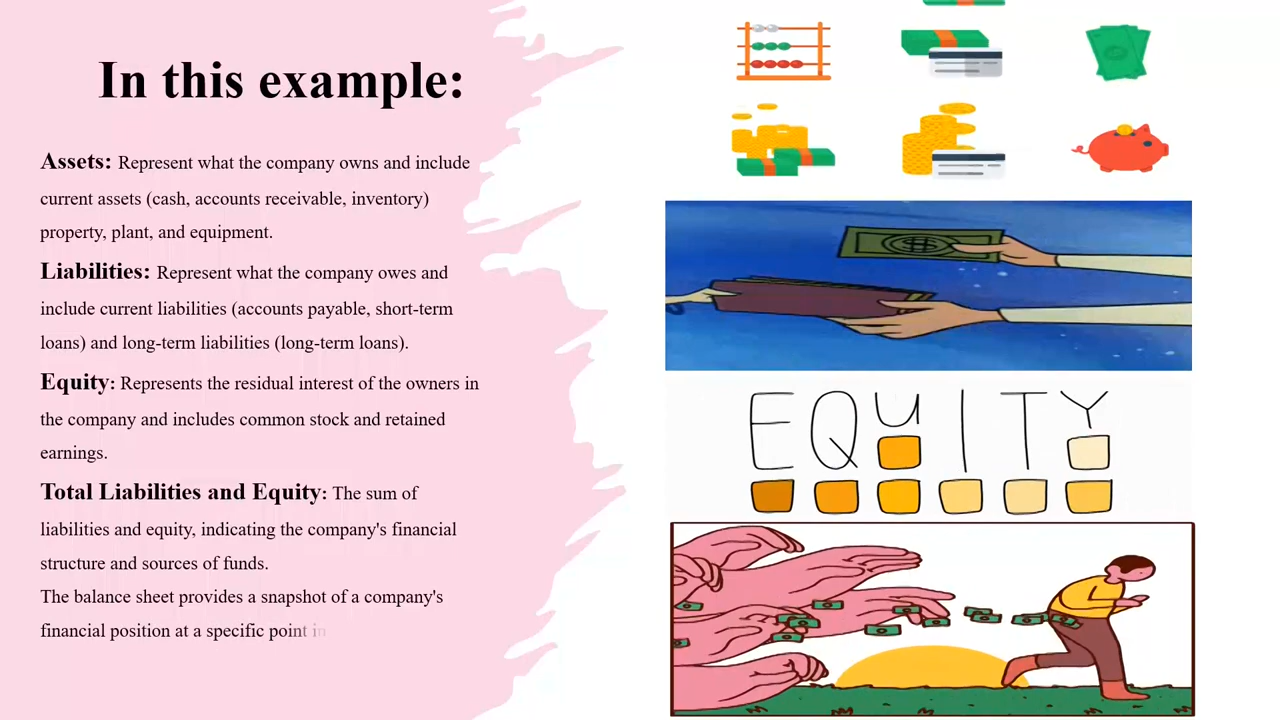 In this example:
Assets: Represent what the company owns and include
current assets (cash, accounts receivable, inventory)
property, plant, and equipment.
Liabilities: Represent what the company owes and
include current liabilities (accounts payable, short-term
loans) and long-term liabilities (long-term loans).
Equity: Represents the residual interest of the owners in
the company and includes common stock and retained
earnings.
Total Liabilities and Equity: The sum of
liabilities and equity, indicating the company's financial
structure and sources of funds.
The balance sheet provides a snapshot of a company's
financial position at a specific point in
EQUITY